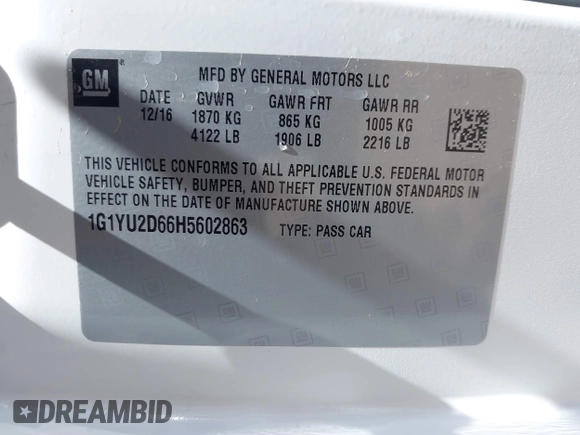 GM
MFD BY GENERAL MOTORS LLC
DATE GVWR GAWR FRT GAWR RR
12/16 1870 KG 865 KG 1005 KG
4122 LB 1906 LB 2216 LB
THIS VEHICLE CONFORMS TO ALL APPLICABLE U.S. FEDERAL MOTOR
VEHICLE SAFETY, BUMPER, AND THEFT PREVENTION STANDARDS IN
EFFECT ON THE DATE OF MANUFACTURE SHOWN ABOVE.
1G1YU2D66H5602863 TYPE: PASS CAR
DREAMBID